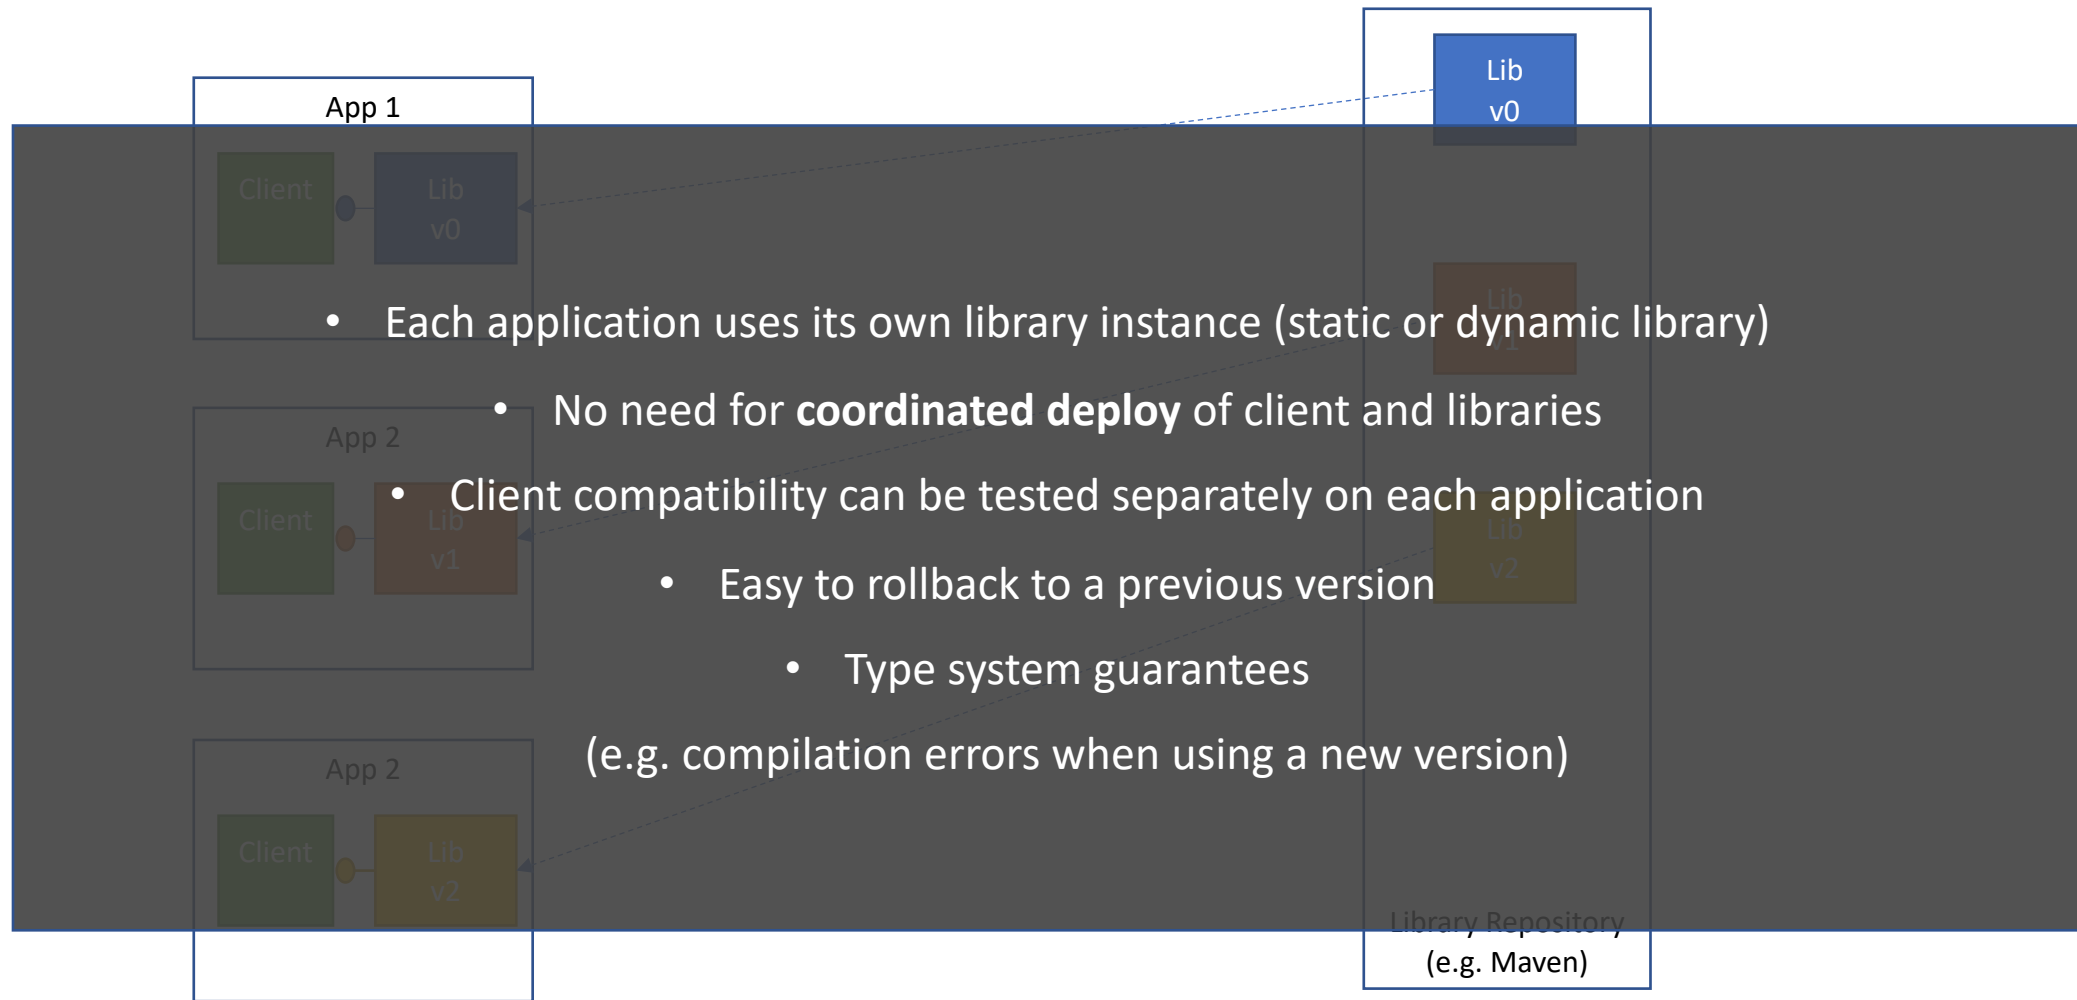 App 1
Lib
v0
Client
Lib
v0
Lib
v1
• Each application uses its own library instance (static or dynamic library)
• No need for coordinated deploy of client and libraries
App 2
• Client compatibility can be tested separately on each application
Client
Lib
v1
Lib
v2
• Easy to rollback to a previous version
• Type system guarantees
(e.g. compilation errors when using a new version)
App 2
Client
Lib
v2
Library Repository
(e.g. Maven)